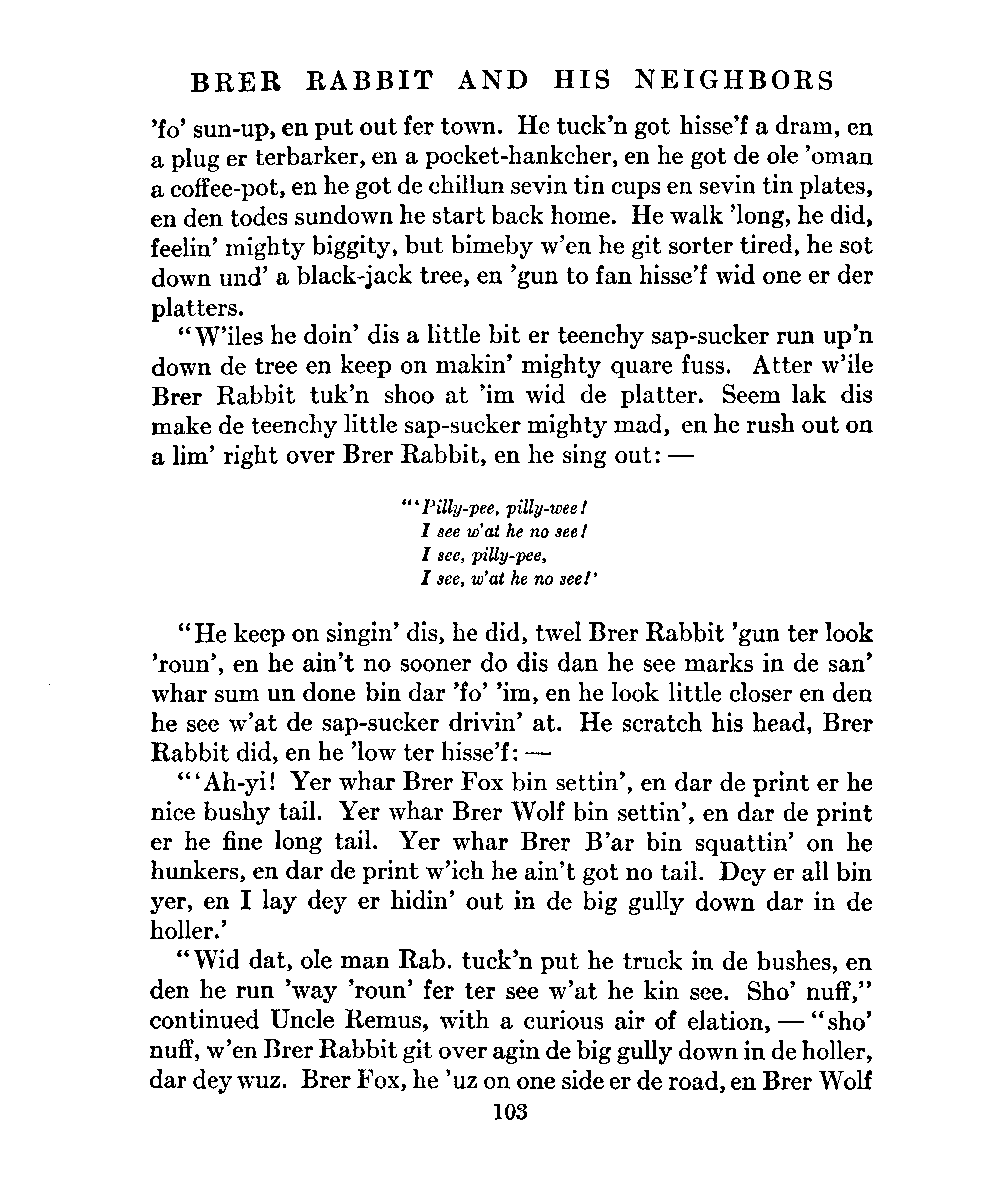 BRER RABBIT AND HIS NEIGHBORS
’fo’ sun-up, en put out fer town. He tuck’n got hisse’f a dram, en
a plug er terbarker, en a pocket-hankcher, en he got de ole ’oman
a coffee-pot, en he got de chillun sevin tin cups en sevin tin plates,
en den todes sundown he start back home. He walk ’long, he did,
feelin’ mighty biggity, but bimeby w’en he git sorter tired, he sot
down und’ a black-jack tree, en ’gun to fan hisse’f wid one er der
platters.
“W’iles he doin’ dis a little bit er teenchy sap-sucker run up’n
down de tree en keep on makin’ mighty quare fuss. Atter w’ile
Brer Rabbit tuk’n shoo at ’im wid de platter. Seem lak dis
make de teenchy little sap-sucker mighty mad, en he rush out on
a lim’ right over Brer Rabbit, en he sing out: —
“‘Pilly-pee, pilly-wee!
I see w’at he no see!
I see, pilly-pee,
I see, w’at he no see!’
“He keep on singin’ dis, he did, twel Brer Rabbit ’gun ter look
’roun’, en he ain’t no sooner do dis dan he see marks in de san’
whar sum un done bin dar ’fo’ ’im, en he look little closer en den
he see w’at de sap-sucker drivin’ at. He scratch his head, Brer
Rabbit did, en he ’low ter hisse’f: —
“‘Ah-yi! Yer whar Brer Fox bin settin’, en dar de print er he
nice bushy tail. Yer whar Brer Wolf bin settin’, en dar de print
er he fine long tail. Yer whar Brer B’ar bin squattin’ on he
hunkers, en dar de print w’ich he ain’t got no tail. Dey er all bin
yer, en I lay dey er hidin’ out in de big gully down dar in de
holler.’
“Wid dat, ole man Rab. tuck’n put he truck in de bushes, en
den he run ’way ’roun’ fer ter see w’at he kin see. Sho’ nuff,”
continued Uncle Remus, with a curious air of elation, — “sho’
nuff, w’en Brer Rabbit git over agin de big gully down in de holler,
dar dey wuz. Brer Fox, he ’uz on one side er de road, en Brer Wolf
103